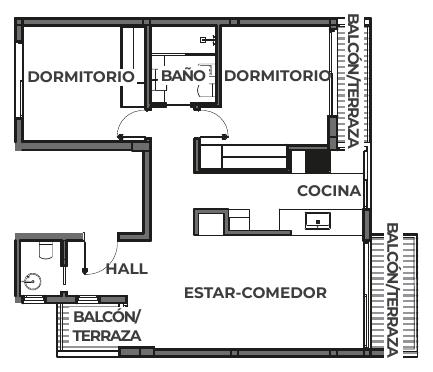 DORMITORIO
BAÑO
DORMITORIO
BALCÓN/TERRAZA
COCINA
HALL
ESTAR-COMEDOR
BALCÓN/TERRAZA
BALCÓN/
TERRAZA